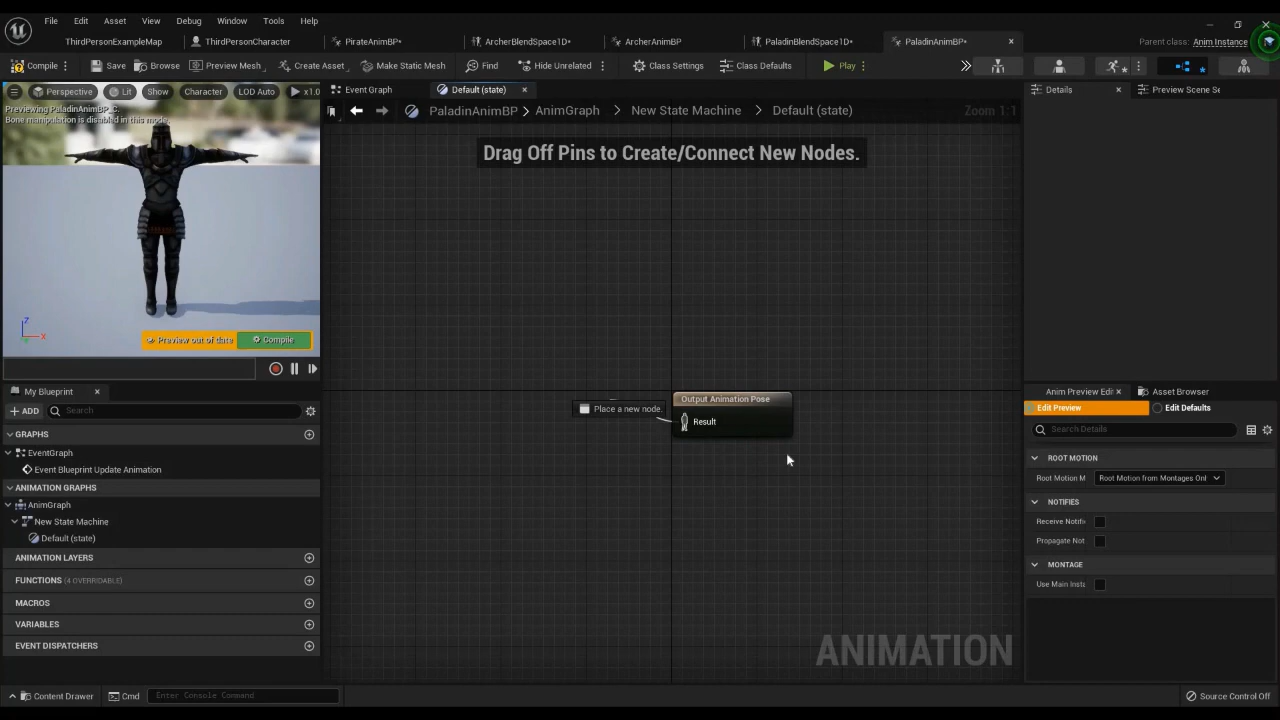 File Edit Asset View Window Tools Help
ThirdPersonExampleMap ThirdPersonCharacter PirateAnimBP* ArcherBlendSpace1D* ArcherAnimBP PaladinBlendSpace1D* PaladinAnimBP* Parent class: Anim Instance
Compile Save Browse Preview Mesh Create Asset Make Static Mesh Find Hide Unrelated Class Settings Class Defaults Play
Perspective Lit Show Character LOD Auto x1.0
Event Graph Default (state) Details Preview Scene Se
Previewing PaladinAnimBP_C.
Bone manipulation is disabled in this mode.
PaladinAnimBP AnimGraph New State Machine Default (state) Zoom 1:1
Drag Off Pins to Create/Connect New Nodes.
Z
X
Preview out of date Compile
Place a new node.
Output Animation Pose
Result
My Blueprint
ADD Search
GRAPHS
EventGraph
Event Blueprint Update Animation
ANIMATION GRAPHS
AnimGraph
New State Machine
Default (state)
ANIMATION LAYERS
FUNCTIONS (4 OVERRIDABLE)
MACROS
VARIABLES
EVENT DISPATCHERS
ANIMATION
Anim Preview Edit Asset Browser
Edit Preview Edit Defaults
Search Details
ROOT MOTION
Root Motion M Root Motion from Montages Onl
NOTIFIES
Receive Notifi
Propagate Not
MONTAGE
Use Main Insta
Content Drawer Cmd Enter Console Command Source Control Off